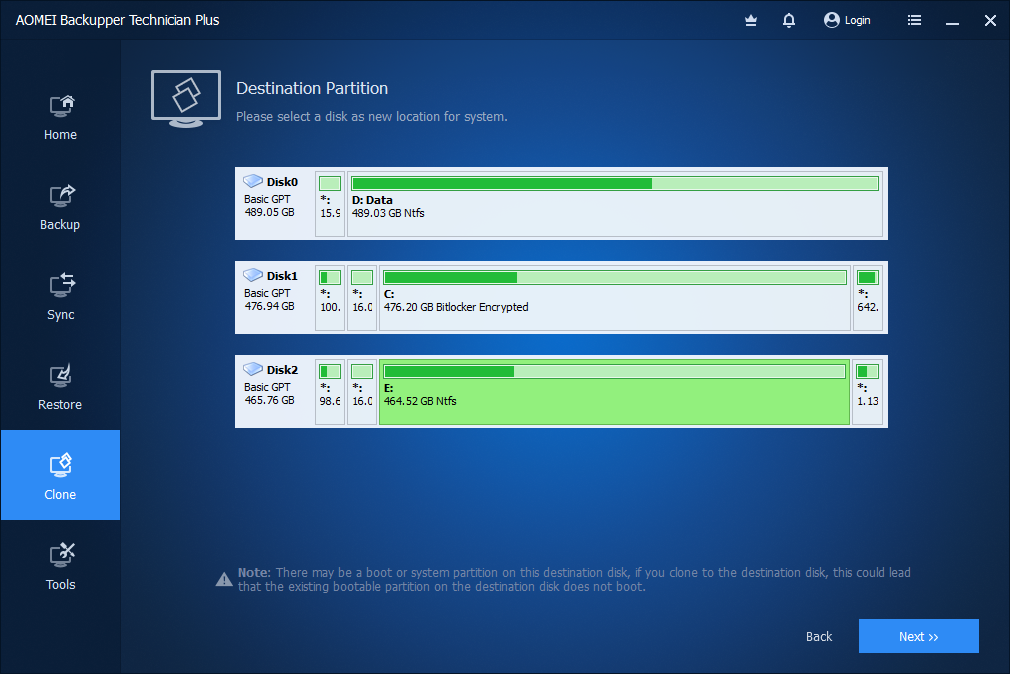 AOMEI Backupper Technician Plus
Login
Home
Backup
Sync
Restore
Clone
Tools
Destination Partition
Please select a disk as new location for system.
Disk0
Basic GPT
489.05 GB
*:
15.9
D: Data
489.03 GB Ntfs
Disk1
Basic GPT
476.94 GB
*:
100.
*:
16.0
C:
476.20 GB Bitlocker Encrypted
*:
642.
Disk2
Basic GPT
465.76 GB
*:
98.6
*:
16.0
E:
464.52 GB Ntfs
*:
1.13
Note: There may be a boot or system partition on this destination disk, if you clone to the destination disk, this could lead
that the existing bootable partition on the destination disk does not boot.
Back
Next >>